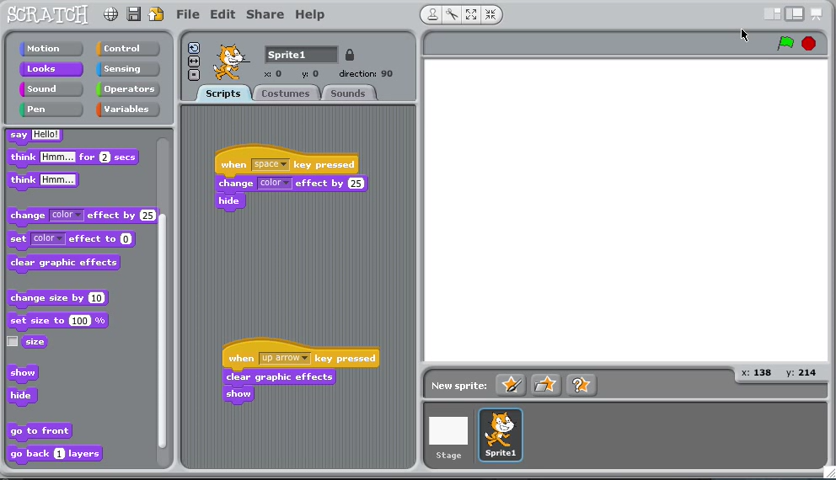 SCRATCH File Edit Share Help
Motion Control
Looks Sensing
Sound Operators
Pen Variables
say Hello!
think Hmm... for 2 secs
think Hmm...
change color effect by 25
set color effect to 0
clear graphic effects
change size by 10
set size to 100 %
size
show
hide
go to front
go back 1 layers
Sprite1
x: 0 y: 0 direction: 90
Scripts Costumes Sounds
when space key pressed
change color effect by 25
hide
when up arrow key pressed
clear graphic effects
show
x: 138 y: 214
New sprite:
Stage
Sprite1